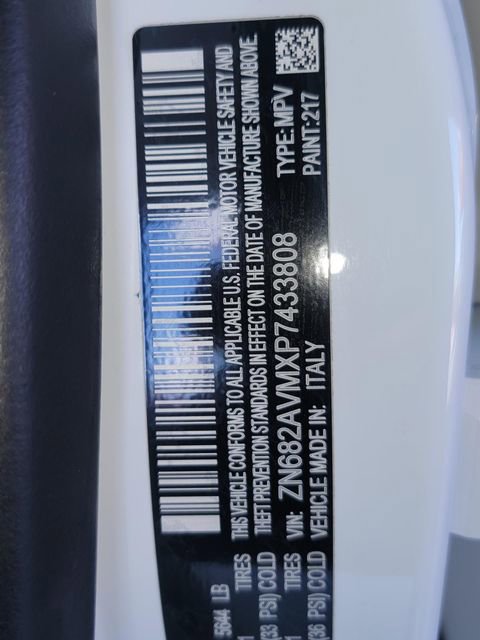 5644 LB
TIRES THIS VEHICLE CONFORMS TO ALL APPLICABLE U.S. FEDERAL MOTOR VEHICLE SAFETY AND
(33 PSI) COLD THEFT PREVENTION STANDARDS IN EFFECT ON THE DATE OF MANUFACTURE SHOWN ABOVE.
TIRES VIN: ZN682AVMXP7433808 TYPE: MPV
(36 PSI) COLD VEHICLE MADE IN: ITALY PAINT: 217